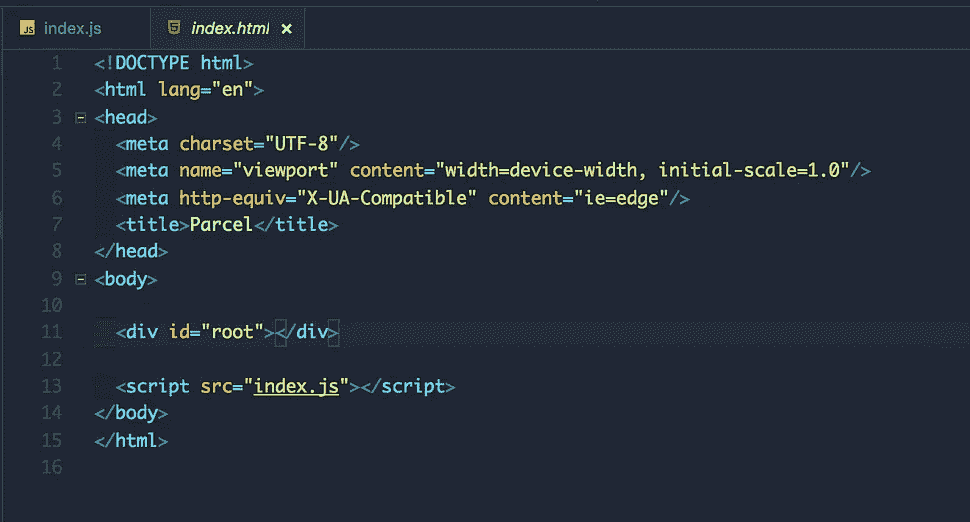 JS index.js
index.html ×
1 <!DOCTYPE html>
2 <html lang="en">
3 <head>
4 <meta charset="UTF-8"/>
5 <meta name="viewport" content="width=device-width, initial-scale=1.0"/>
6 <meta http-equiv="X-UA-Compatible" content="ie=edge"/>
7 <title>Parcel</title>
8 </head>
9 <body>
10
11 <div id="root"></div>
12
13 <script src="index.js"></script>
14 </body>
15 </html>
16